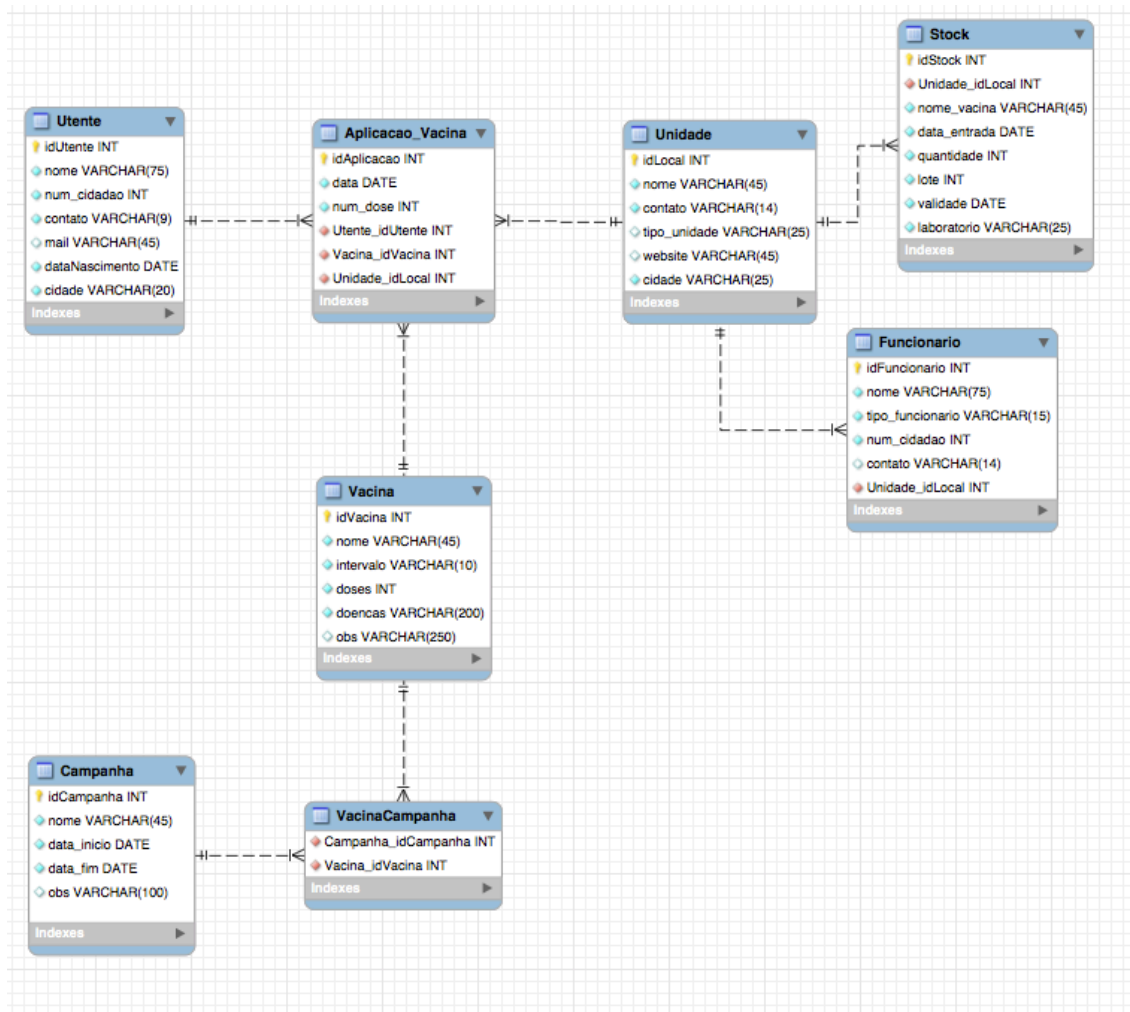 Stock
idStock INT
Unidade_idLocal INT
nome_vacina VARCHAR(45)
data_entrada DATE
quantidade INT
lote INT
validade DATE
laboratorio VARCHAR(25)
Indexes
Utente
idUtente INT
nome VARCHAR(75)
num_cidadao INT
contato VARCHAR(9)
mail VARCHAR(45)
dataNascimento DATE
cidade VARCHAR(20)
Indexes
Aplicacao_Vacina
idAplicacao INT
data DATE
num_dose INT
Utente_idUtente INT
Vacina_idVacina INT
Unidade_idLocal INT
Indexes
Unidade
idLocal INT
nome VARCHAR(45)
contato VARCHAR(14)
tipo_unidade VARCHAR(25)
website VARCHAR(45)
cidade VARCHAR(25)
Indexes
Funcionario
idFuncionario INT
nome VARCHAR(75)
tipo_funcionario VARCHAR(15)
num_cidadao INT
contato VARCHAR(14)
Unidade_idLocal INT
Indexes
Vacina
idVacina INT
nome VARCHAR(45)
intervalo VARCHAR(10)
doses INT
doencas VARCHAR(200)
obs VARCHAR(250)
Indexes
Campanha
idCampanha INT
nome VARCHAR(45)
data_inicio DATE
data_fim DATE
obs VARCHAR(100)
Indexes
VacinaCampanha
Campanha_idCampanha INT
Vacina_idVacina INT
Indexes